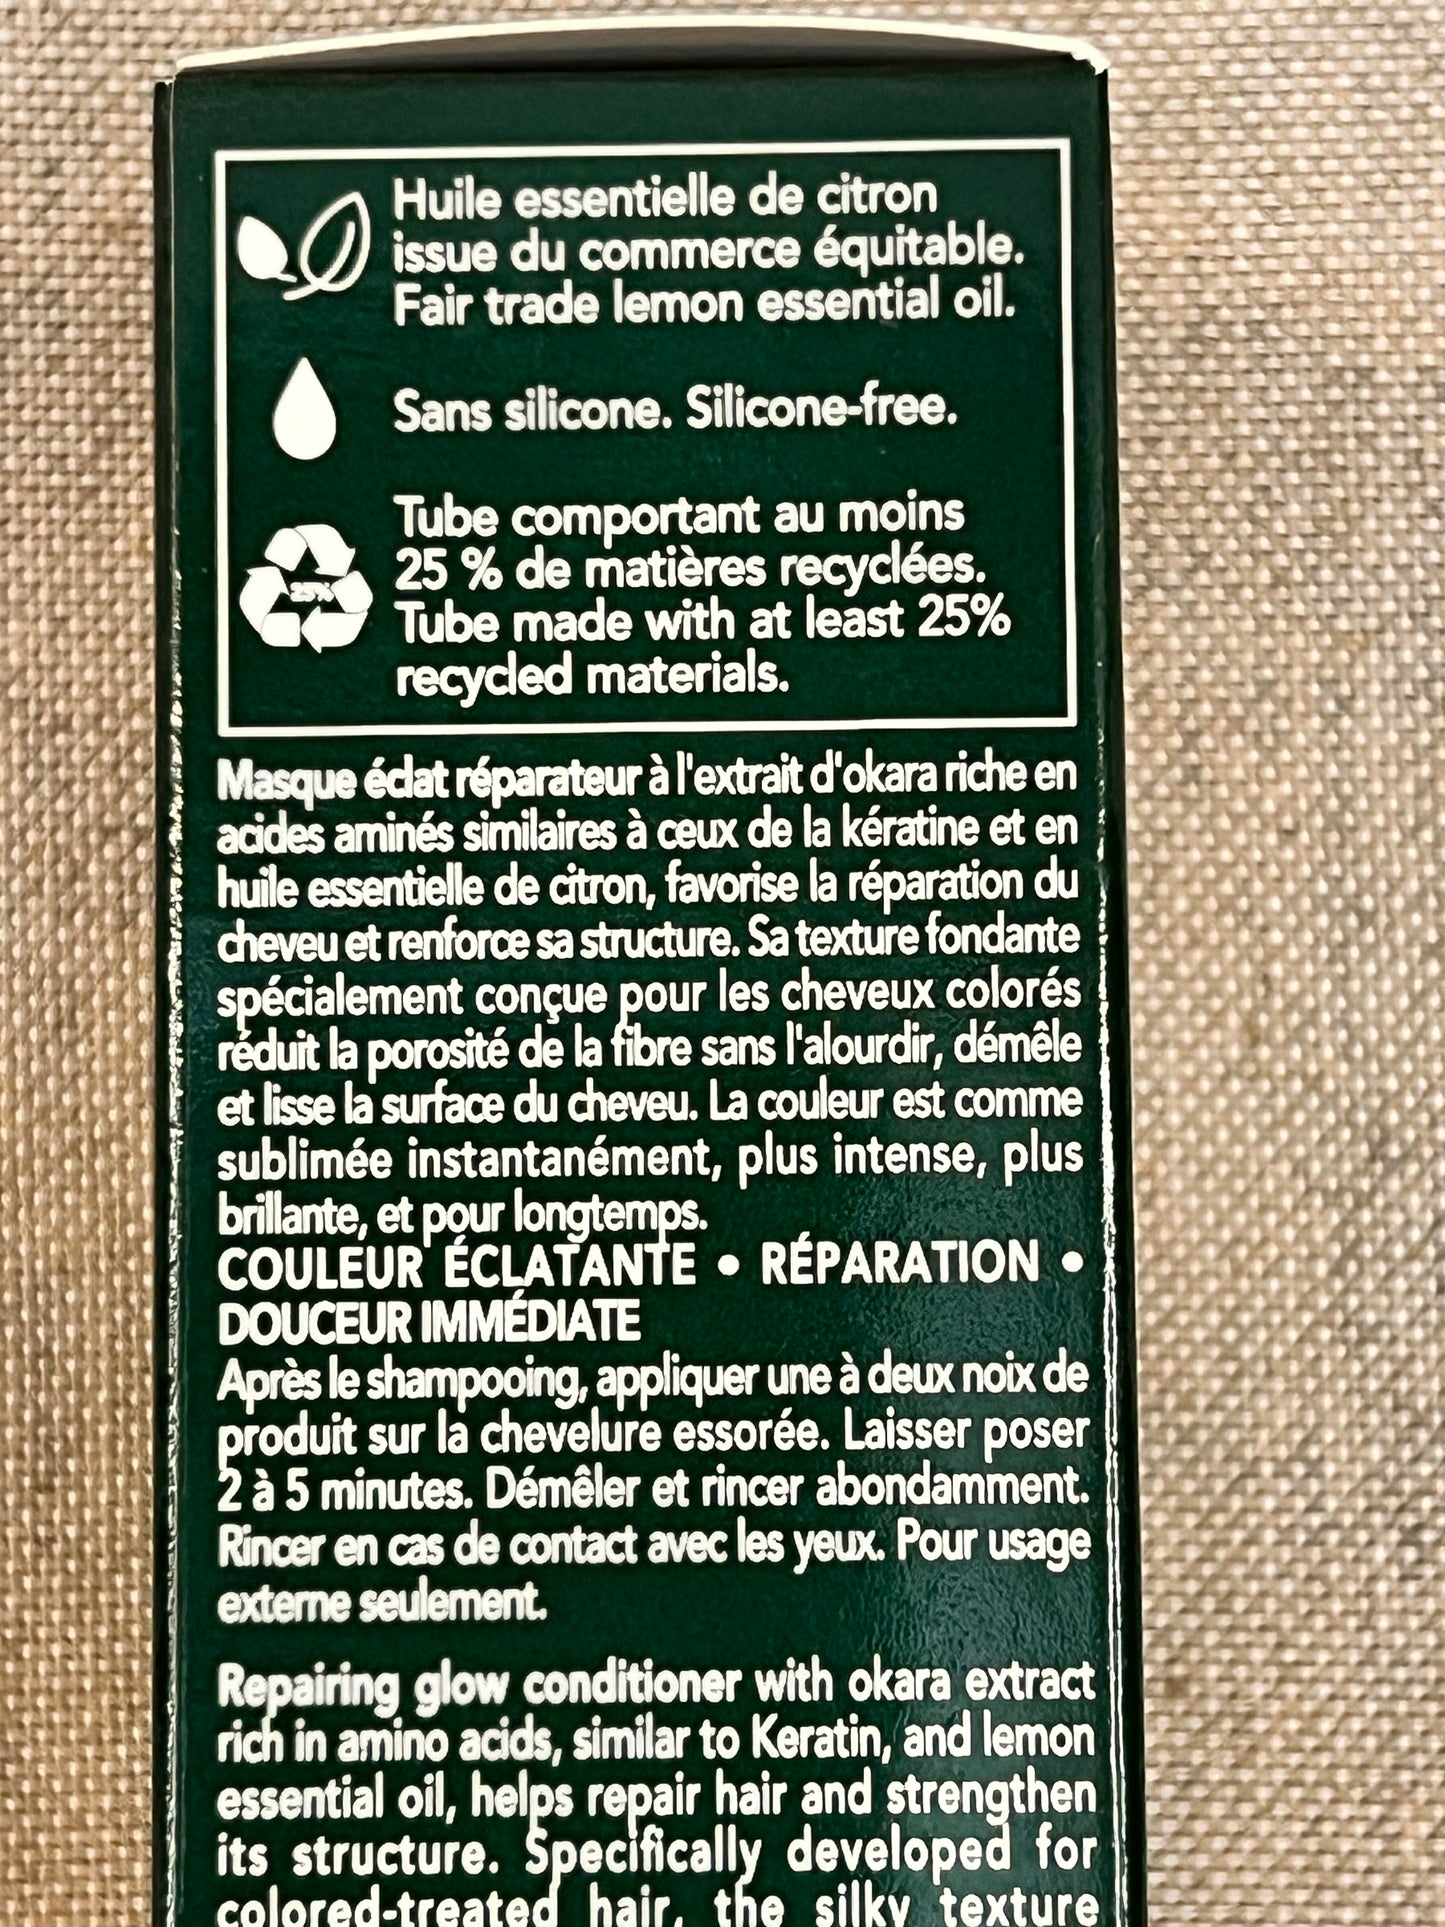 Huile essentielle de citron
issue du commerce équitable.
Fair trade lemon essential oil.
Sans silicone. Silicone-free.
25%
Tube comportant au moins
25 % de matières recyclées.
Tube made with at least 25%
recycled materials.
Masque éclat réparateur à l'extrait d'okara riche en
acides aminés similaires à ceux de la kératine et en
huile essentielle de citron, favorise la réparation du
cheveu et renforce sa structure. Sa texture fondante
spécialement conçue pour les cheveux colorés
réduit la porosité de la fibre sans l'alourdir, démêle
et lisse la surface du cheveu. La couleur est comme
sublimée instantanément, plus intense, plus
brillante, et pour longtemps.
COULEUR ÉCLATANTE • RÉPARATION •
DOUCEUR IMMÉDIATE
Après le shampooing, appliquer une à deux noix de
produit sur la chevelure essorée. Laisser poser
2 à 5 minutes. Démêler et rincer abondamment.
Rincer en cas de contact avec les yeux. Pour usage
externe seulement.
Repairing glow conditioner with okara extract
rich in amino acids, similar to Keratin, and lemon
essential oil, helps repair hair and strengthen
its structure. Specifically developed for
colored-treated hair, the silky texture